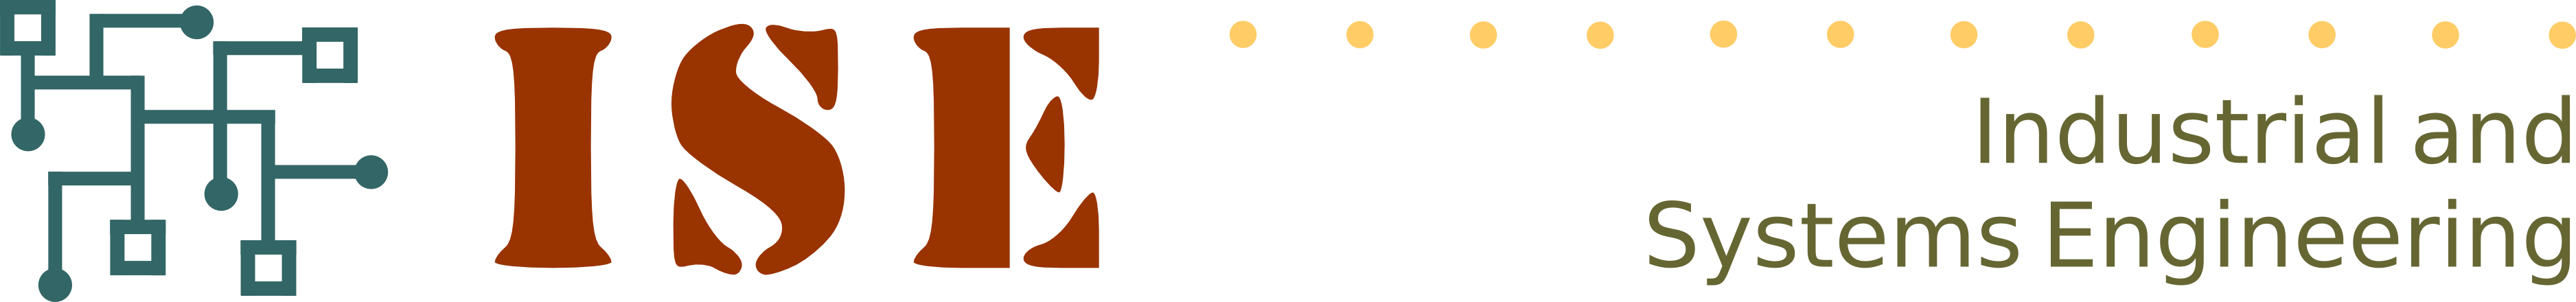 ISE
Industrial and
Systems Engineering